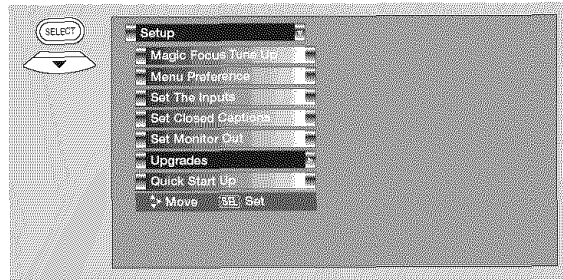 SELECT
Setup
Magic Focus Tune Up
Menu Preference
Set The Inputs
Set Closed Captions
Set Monitor Out
Upgrades
Quick Start Up
Move SEL Set